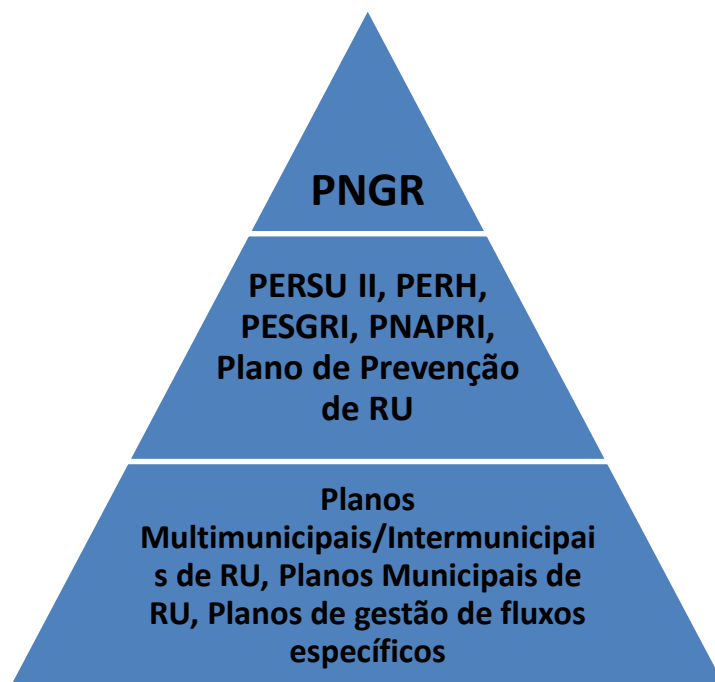 PNGR
PERSU II, PERH,
PESGRI, PNAPRI,
Plano de Prevenção
de RU
Planos
Multimunicipais/Intermunicipai
s de RU, Planos Municipais de
RU, Planos de gestão de fluxos
específicos